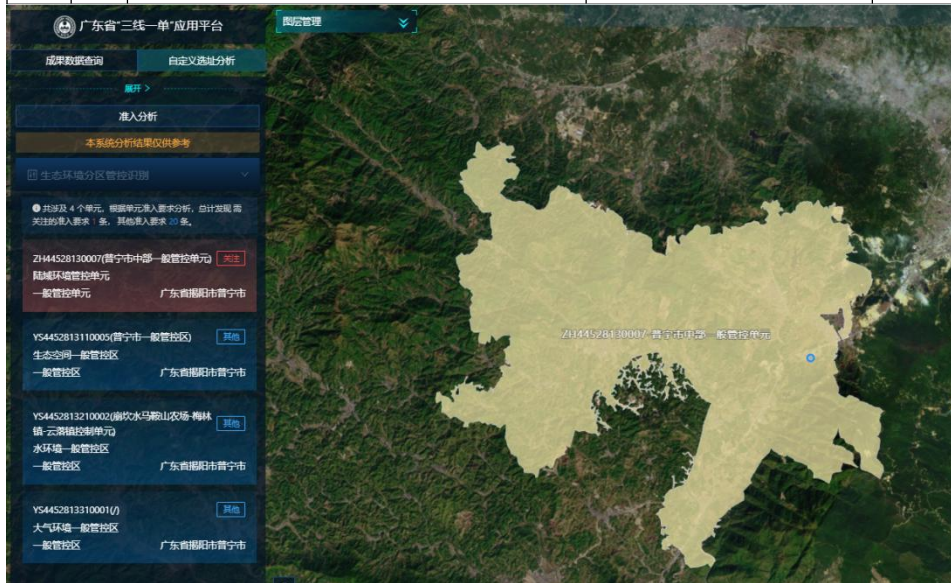 广东省“三线一单”应用平台
图层管理
成果数据查询
自定义选址分析
展开 >
准入分析
本系统分析结果仅供参考
生态环境分区管控识别
共涉及 4 个单元，根据单元准入要求分析，总计发现 需
关注的准入要求 1 条，其他准入要求 20 条。
ZH44528130007(普宁市中部一般管控单元) 关注
陆域环境管控单元
一般管控单元 广东省揭阳市普宁市
YS4452813110005(普宁市一般管控区) 其他
生态空间一般管控区
一般管控区 广东省揭阳市普宁市
YS4452813210002(崩坎水马鞍山农场-梅林
镇-云落镇控制单元) 其他
水环境一般管控区
一般管控区 广东省揭阳市普宁市
YS4452813310001(/) 其他
大气环境一般管控区
一般管控区 广东省揭阳市普宁市
ZH44528130007-普宁市中部一般管控单元